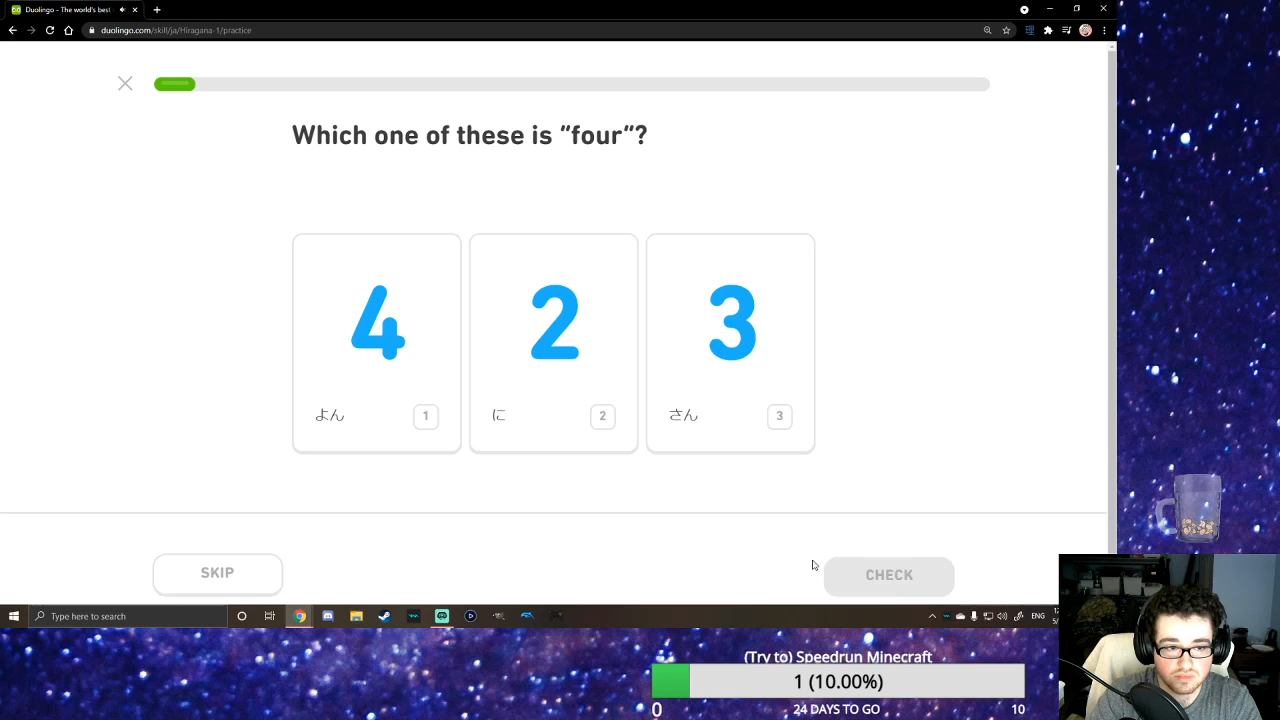 Duolingo - The world's best
duolingo.com/skill/ja/Hiragana-1/practice
Which one of these is “four”?
4
2
3
よん
1
に
2
さん
3
SKIP
CHECK
Type here to search
ENG
(Try to) Speedrun Minecraft
1 (10.00%)
0
24 DAYS TO GO
10